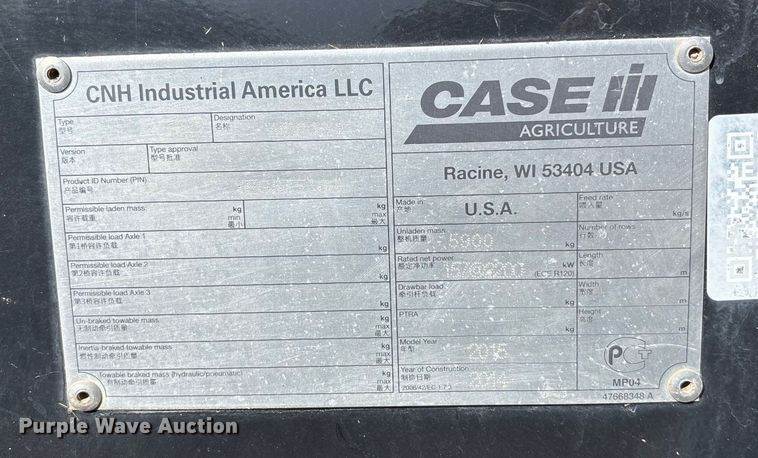 CNH Industrial America LLC
Type
型号
Designation
名称
Version
版本
Type approval
型号批准
Product ID Number (PIN)
产品编号
Permissible laden mass
容许载重
kg
min
最小
kg
max
最大
Permissible load Axle 1
第1桥容许负载
kg
Permissible load Axle 2
第2桥容许负载
kg
Permissible load Axle 3
第3桥容许负载
kg
Un-braked towable mass
无制动牵引质量
kg
max
最大
Inertia-braked towable mass
惯性制动牵引质量
kg
max
最大
Towable braked mass (hydraulic/pneumatic)
有制动牵引质量
kg
max
最大
CASE IH
AGRICULTURE
Racine, WI 53404 USA
Made in
产地
U.S.A.
Feed rate
喂入量
kg/s
Unladen mass
整机质量
5900
kg
Number of rows
行数
Rated net power
额定净功率
kW
(ECE R120)
Length
长度
m
Drawbar load
牵引杆负载
kg
Width
宽度
m
PTRA
kg
Height
高度
m
Model Year
年型
Year of Construction
制造日期
2006/42/EC 1.7.3
MP04
47668348 A
Purple Wave Auction